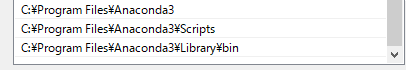 C:¥Program Files¥Anaconda3
C:¥Program Files¥Anaconda3¥Scripts
C:¥Program Files¥Anaconda3¥Library¥bin